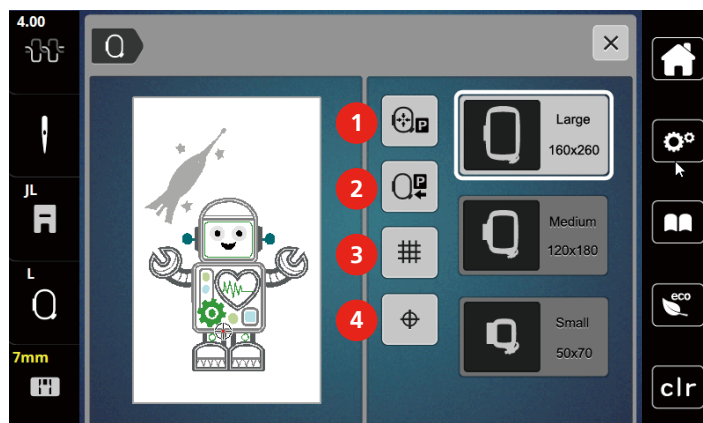 4.00
JL
L
7mm
1
2
3
4
P
P
Large
160x260
Medium
120x180
Small
50x70
eco
clr